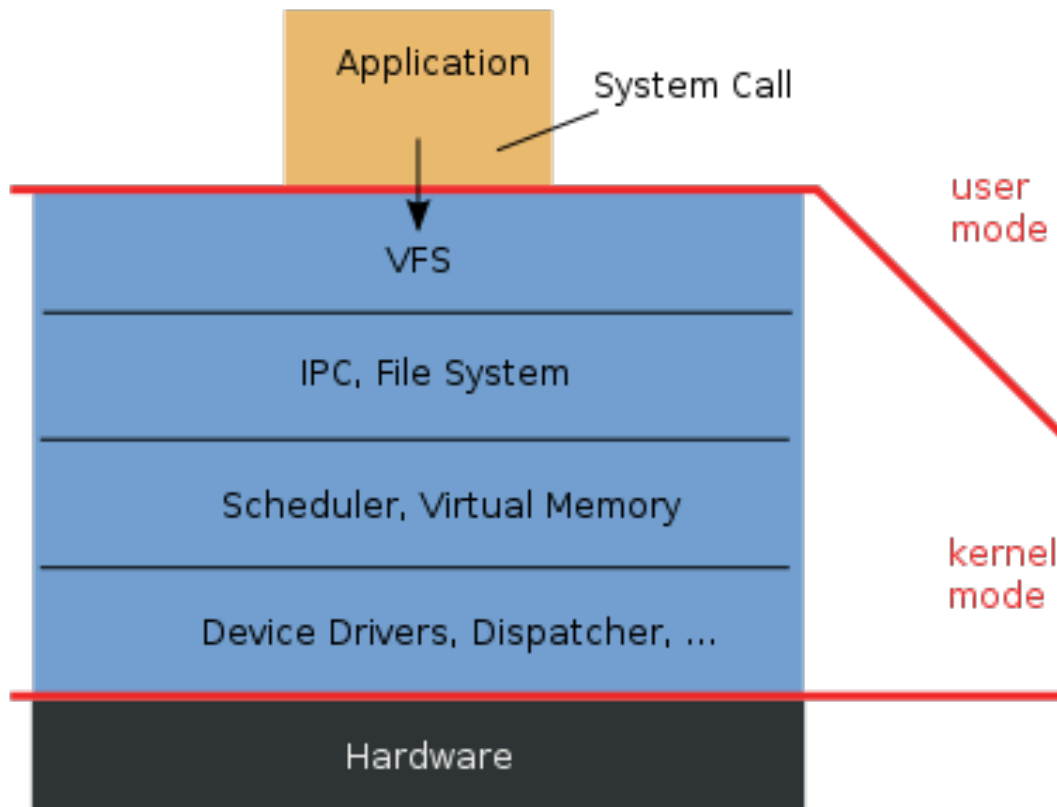 Application
System Call
user
mode
VFS
IPC, File System
Scheduler, Virtual Memory
kernel
mode
Device Drivers, Dispatcher, ...
Hardware